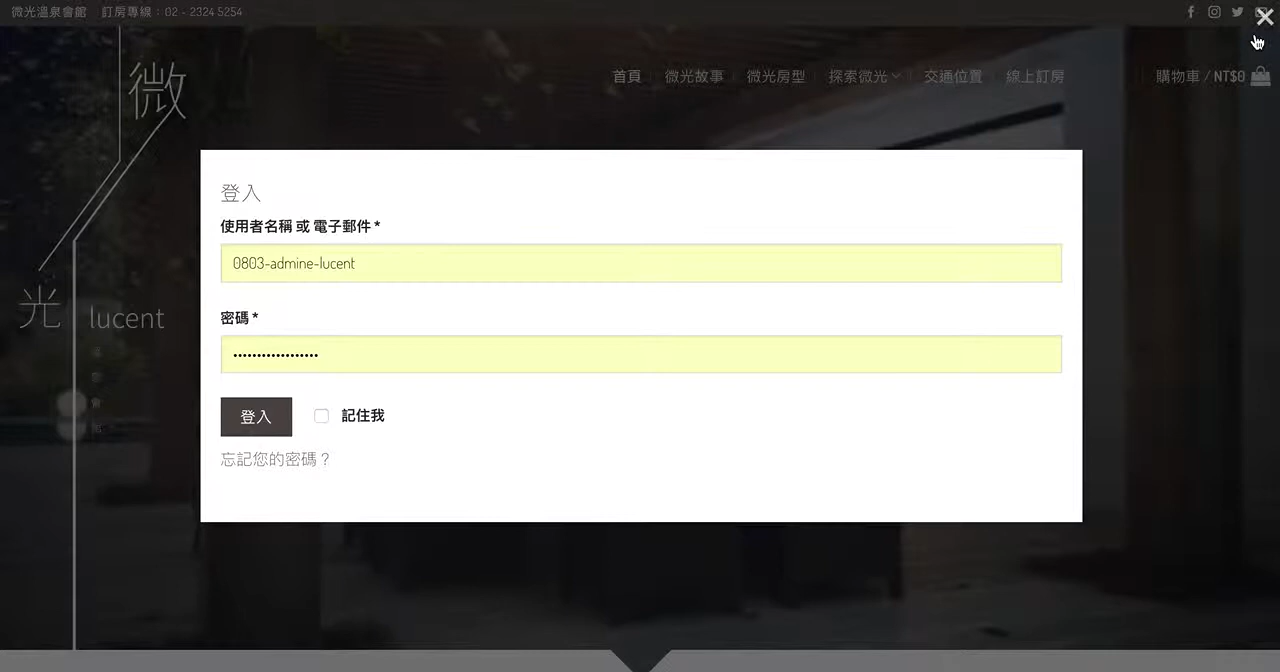 微光溫泉會館 訂房專線：02 - 2324 5254
首頁 微光故事 微光房型 探索微光 交通位置 線上訂房 購物車 / NT$0
微
光 lucent
登入
使用者名稱 或 電子郵件 *
0803-admine-lucent
密碼 *
••••••••••••••••••
登入 記住我
忘記您的密碼？